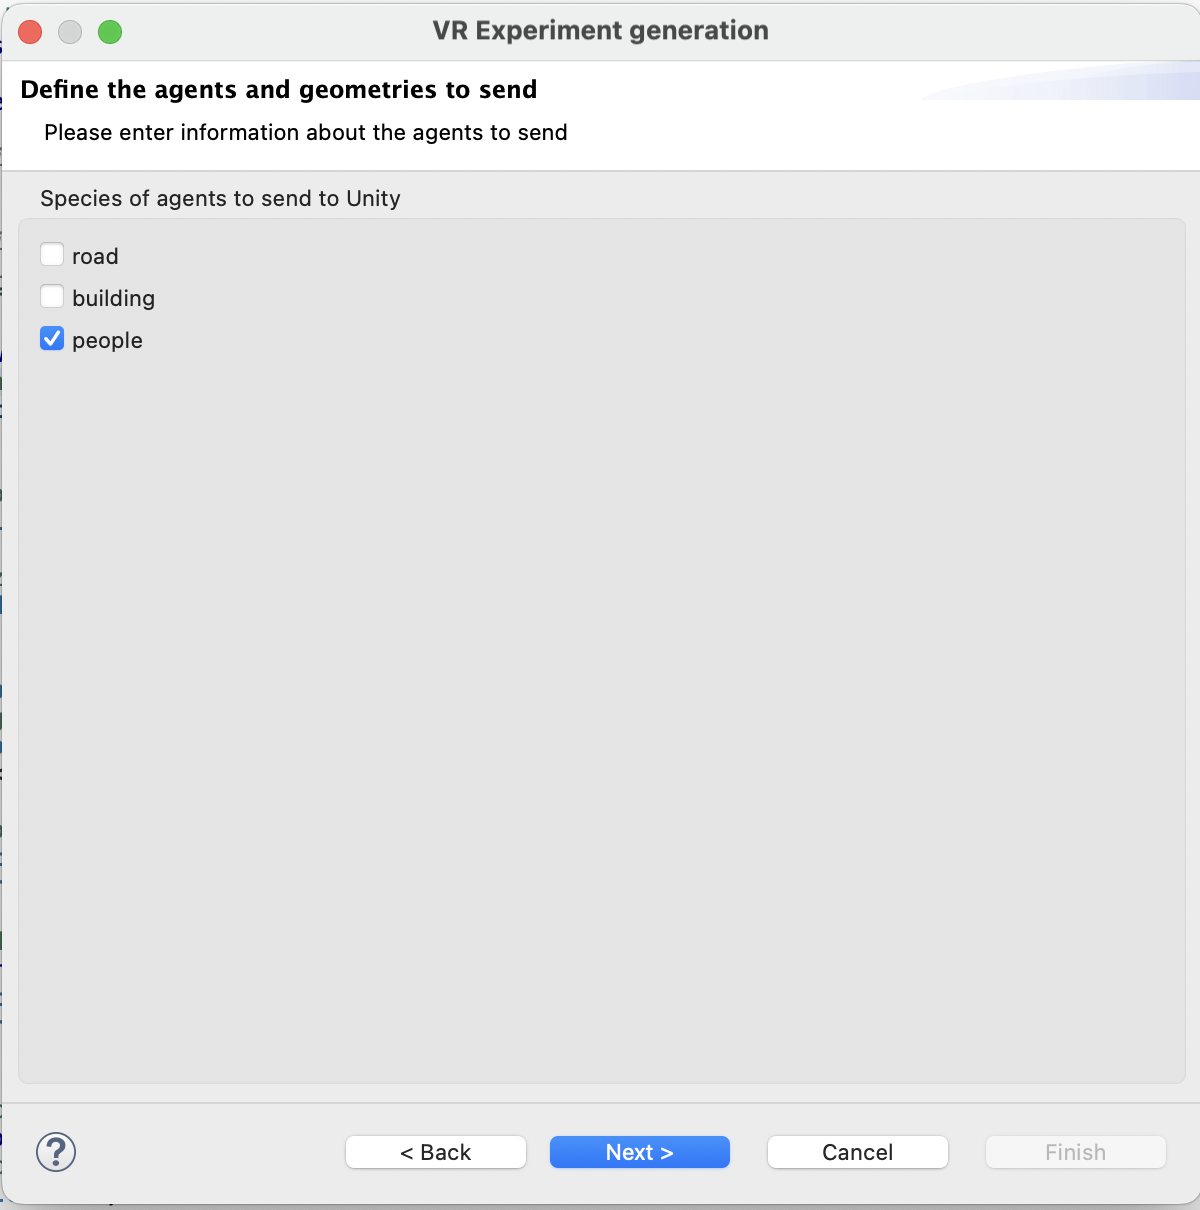 VR Experiment generation
Define the agents and geometries to send
Please enter information about the agents to send
Species of agents to send to Unity
road
building
people
? < Back Next > Cancel Finish